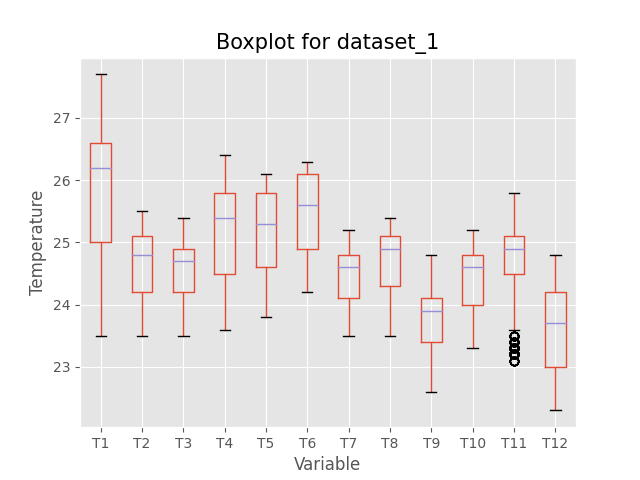 Boxplot for dataset_1
Temperature
27
26
25
24
23
T1 T2 T3 T4 T5 T6 T7 T8 T9 T10 T11 T12
Variable